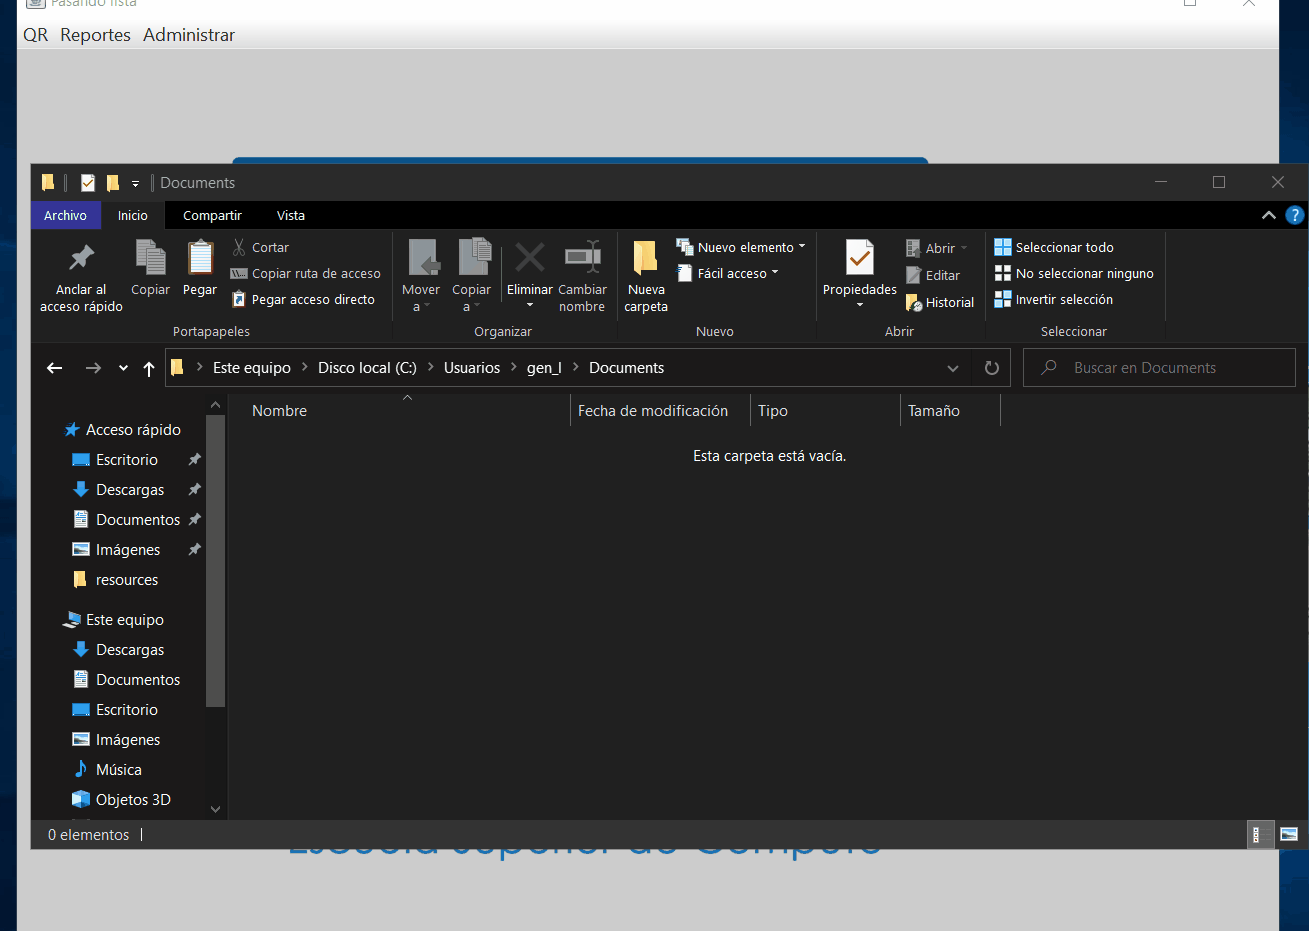 Pasando lista
QR Reportes Administrar
Documents
Archivo Inicio Compartir Vista
Anclar al
acceso rápido
Copiar
Pegar
Cortar
Copiar ruta de acceso
Pegar acceso directo
Portapapeles
Mover
a
Copiar
a
Eliminar
Cambiar
nombre
Organizar
Nueva
carpeta
Nuevo elemento
Fácil acceso
Nuevo
Propiedades
Abrir
Editar
Historial
Abrir
Seleccionar todo
No seleccionar ninguno
Invertir selección
Seleccionar
Este equipo Disco local (C:) Usuarios gen_l Documents
Buscar en Documents
Nombre Fecha de modificación Tipo Tamaño
Esta carpeta está vacía.
Acceso rápido
Escritorio
Descargas
Documentos
Imágenes
resources
Este equipo
Descargas
Documentos
Escritorio
Imágenes
Música
Objetos 3D
0 elementos